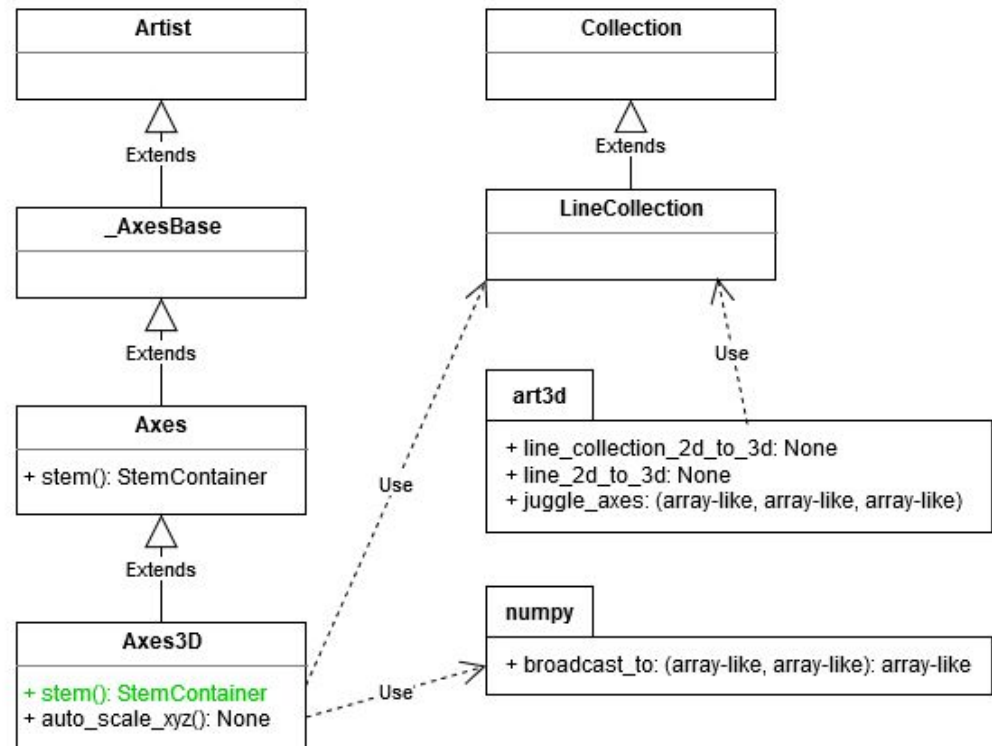 Artist
Extends
_AxesBase
Extends
Axes
+ stem(): StemContainer
Extends
Axes3D
+ stem(): StemContainer
+ auto_scale_xyz(): None
Use
Use
Collection
Extends
LineCollection
Use
art3d
+ line_collection_2d_to_3d: None
+ line_2d_to_3d: None
+ juggle_axes: (array-like, array-like, array-like)
numpy
+ broadcast_to: (array-like, array-like): array-like